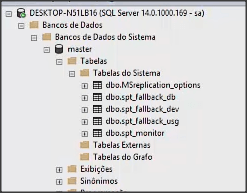 DESKTOP-N51LB16 (SQL Server 14.0.1000.169 - sa)
Bancos de Dados
Bancos de Dados do Sistema
master
Tabelas
Tabelas do Sistema
dbo.MSreplication_options
dbo.spt_fallback_db
dbo.spt_fallback_dev
dbo.spt_fallback_usg
dbo.spt_monitor
Tabelas Externas
Tabelas do Grafo
Exibições
Sinônimos